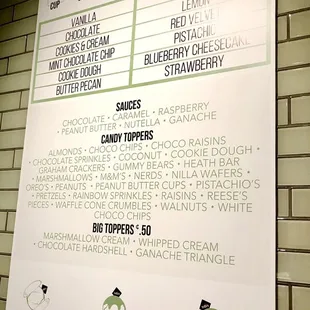 CUP
VANILLA
CHOCOLATE
COOKIES & CREAM
MINT CHOCOLATE CHIP
COOKIE DOUGH
BUTTER PECAN
LEMON
RED VELVET
PISTACHIO
BLUEBERRY CHEESECAKE
STRAWBERRY
SAUCES
CHOCOLATE • CARAMEL • RASPBERRY
• PEANUT BUTTER • NUTELLA • GANACHE
CANDY TOPPERS
ALMONDS • CHOCO CHIPS • CHOCO RAISINS
• CHOCOLATE SPRINKLES • COCONUT • COOKIE DOUGH •
GRAHAM CRACKERS • GUMMY BEARS • HEATH BAR
• MARSHMALLOWS • M&M'S • NERDS • NILLA WAFERS •
OREO'S • PEANUTS • PEANUT BUTTER CUPS • PISTACHIO'S
• PRETZELS • RAINBOW SPRINKLES • RAISINS • REESE'S
PIECES • WAFFLE CONE CRUMBLES • WALNUTS • WHITE
CHOCO CHIPS
BIG TOPPERS .50
MARSHMALLOW CREAM • WHIPPED CREAM
• CHOCOLATE HARDSHELL • GANACHE TRIANGLE